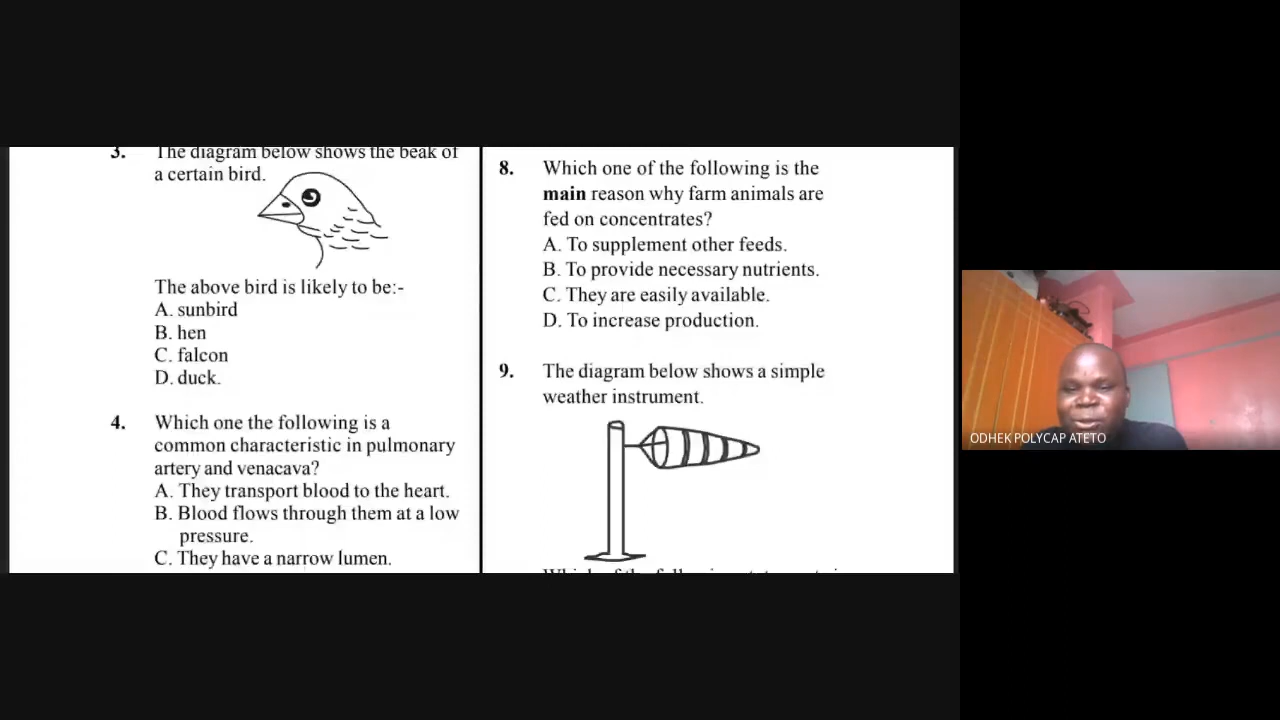 3. The diagram below shows the beak of
a certain bird.
The above bird is likely to be:-
A. sunbird
B. hen
C. falcon
D. duck.
4. Which one the following is a
common characteristic in pulmonary
artery and venacava?
A. They transport blood to the heart.
B. Blood flows through them at a low
pressure.
C. They have a narrow lumen.
8. Which one of the following is the
main reason why farm animals are
fed on concentrates?
A. To supplement other feeds.
B. To provide necessary nutrients.
C. They are easily available.
D. To increase production.
9. The diagram below shows a simple
weather instrument.
ODHEK POLYCAP ATETO